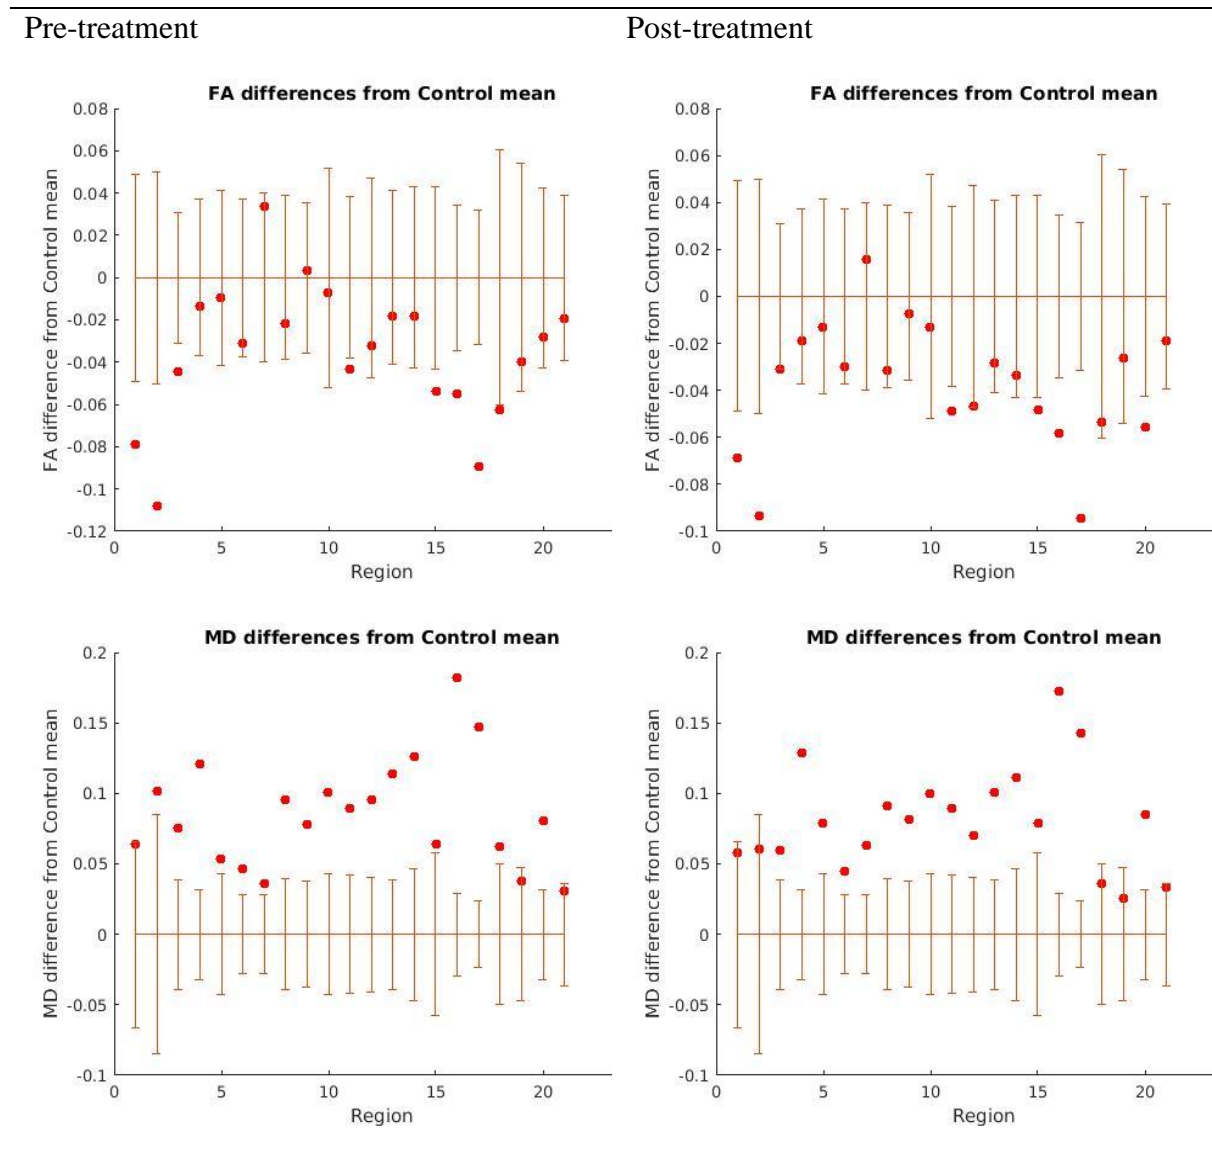 Pre-treatment
Post-treatment
FA differences from Control mean
FA difference from Control mean
0.08
0.06
0.04
0.02
0
-0.02
-0.04
-0.06
-0.08
-0.1
-0.12
0 5 10 15 20
Region
FA differences from Control mean
FA difference from Control mean
0.08
0.06
0.04
0.02
0
-0.02
-0.04
-0.06
-0.08
-0.1
0 5 10 15 20
Region
MD differences from Control mean
MD difference from Control mean
0.2
0.15
0.1
0.05
0
-0.05
-0.1
0 5 10 15 20
Region
MD differences from Control mean
MD difference from Control mean
0.2
0.15
0.1
0.05
0
-0.05
-0.1
0 5 10 15 20
Region